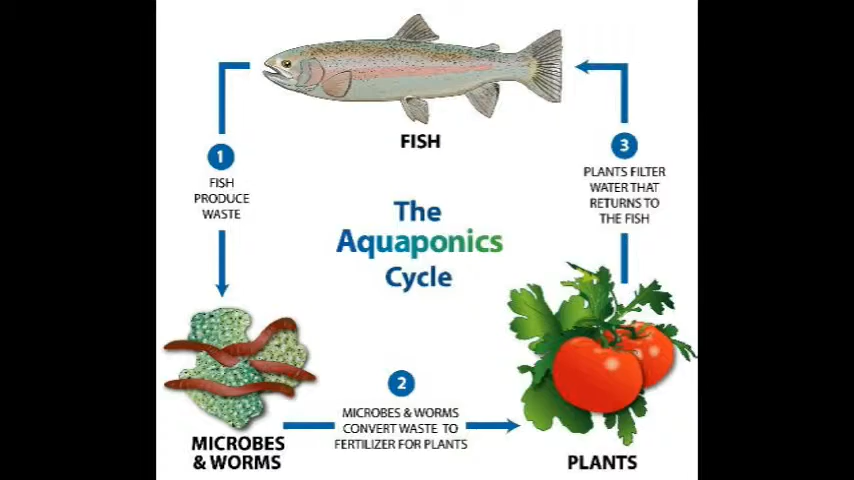 FISH
1
FISH
PRODUCE
WASTE
3
PLANTS FILTER
WATER THAT
RETURNS TO
THE FISH
The
Aquaponics
Cycle
2
MICROBES & WORMS
CONVERT WASTE TO
FERTILIZER FOR PLANTS
MICROBES
& WORMS
PLANTS